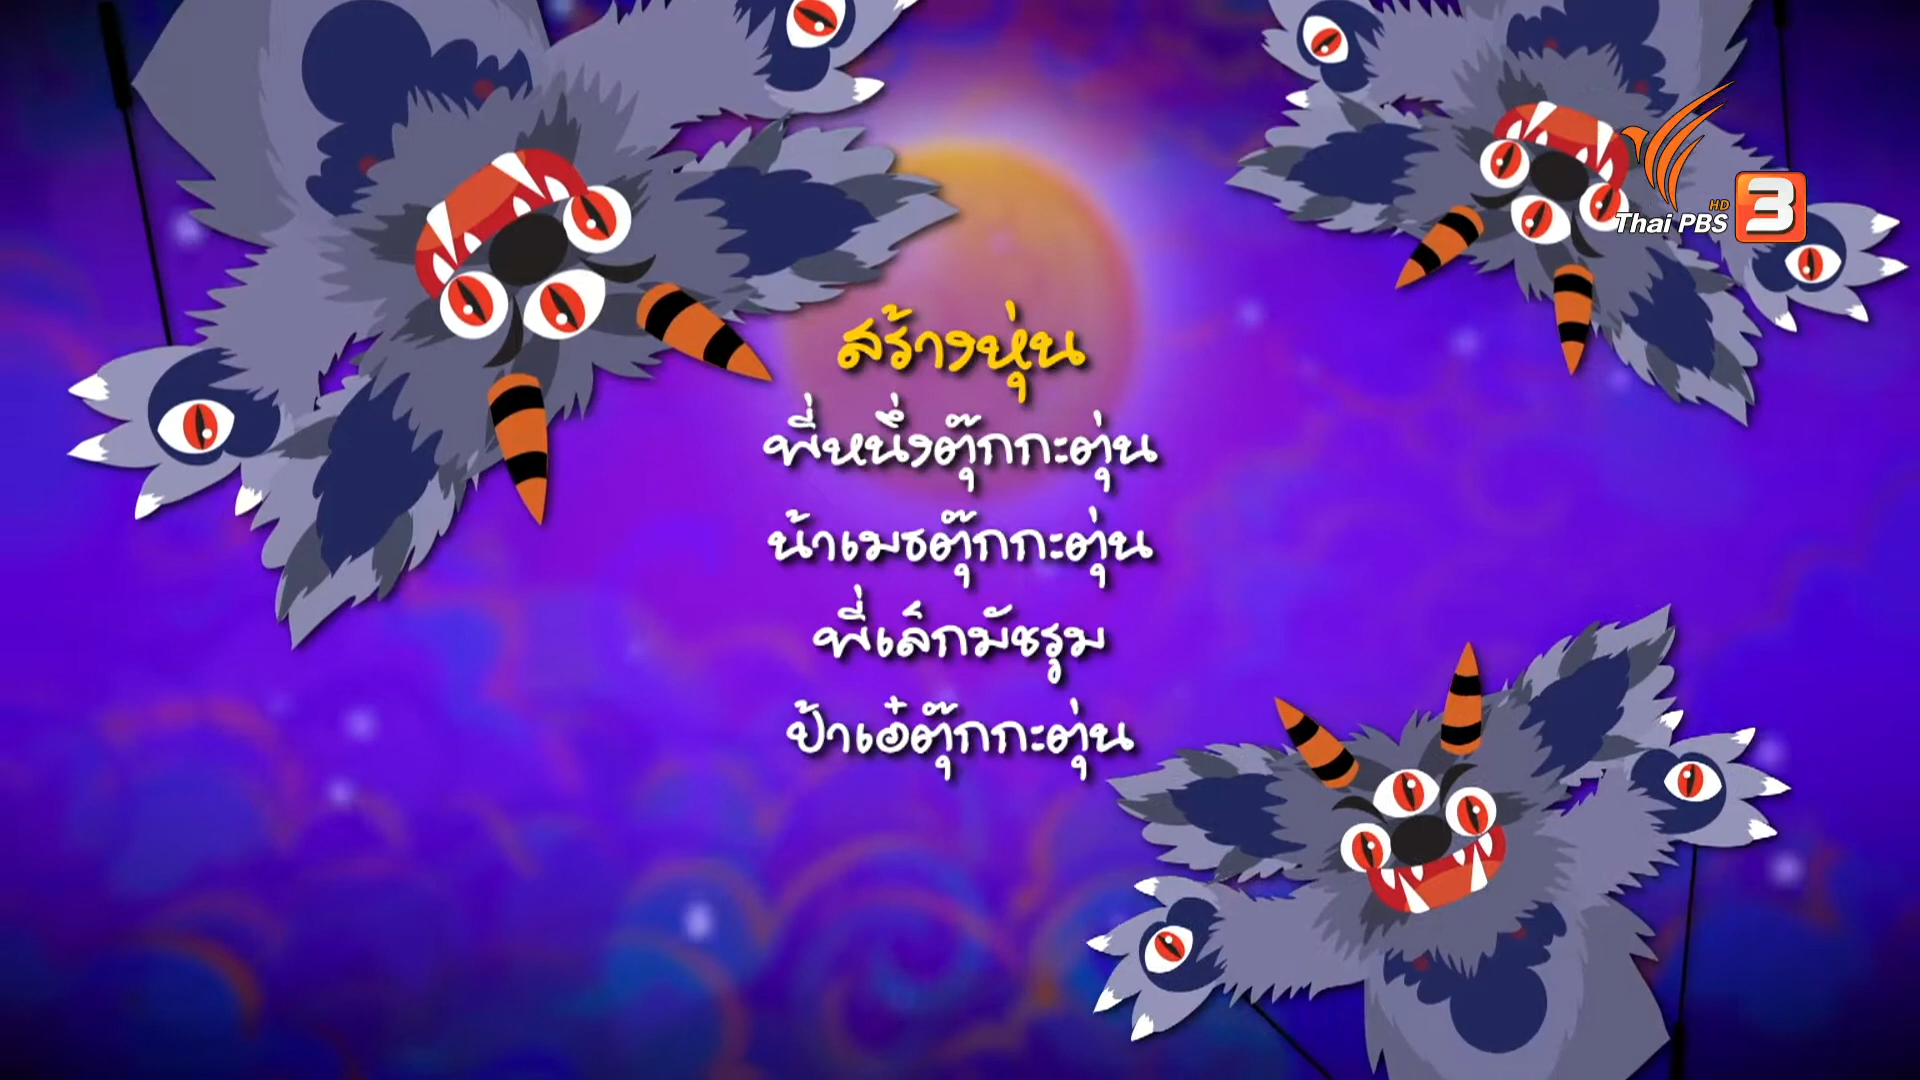 สร้างหุ่น
พี่หนึ่งตุ๊กกะตุ่น
น้าเมธตุ๊กกะตุ่น
พี่เล็กมัชรุม
ป้าเอ๋ตุ๊กกะตุ่น
Thai PBS HD 3